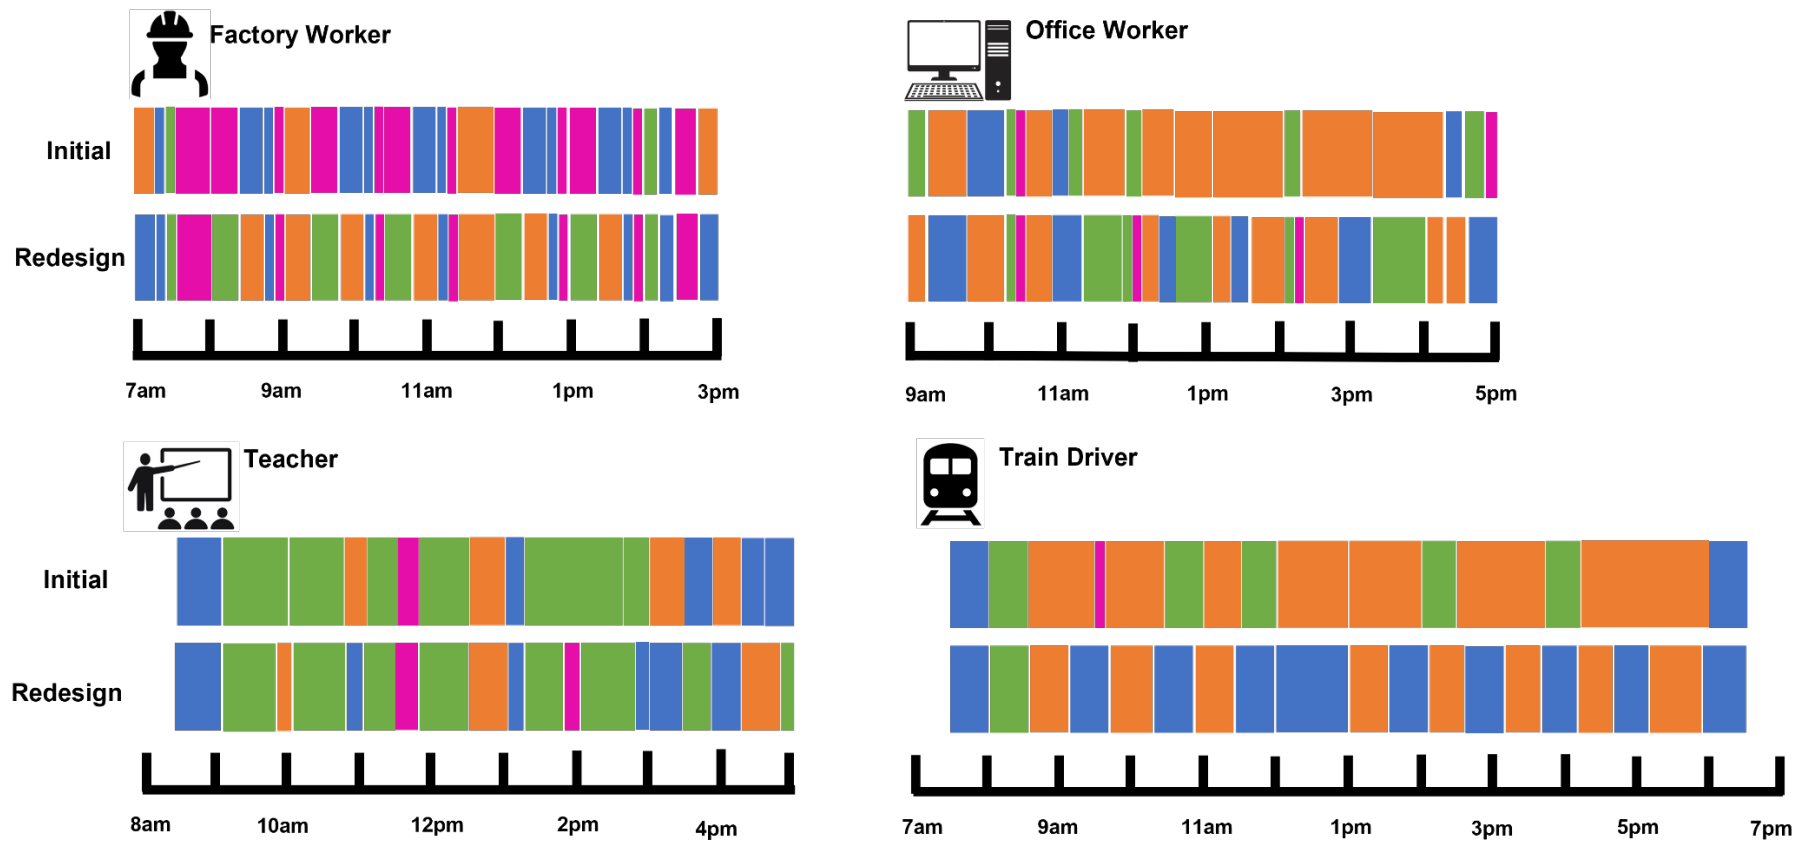 Factory Worker
Office Worker
Initial
Redesign
7am 9am 11am 1pm 3pm
9am 11am 1pm 3pm 5pm
Teacher
Train Driver
Initial
Redesign
8am 10am 12pm 2pm 4pm
7am 9am 11am 1pm 3pm 5pm 7pm